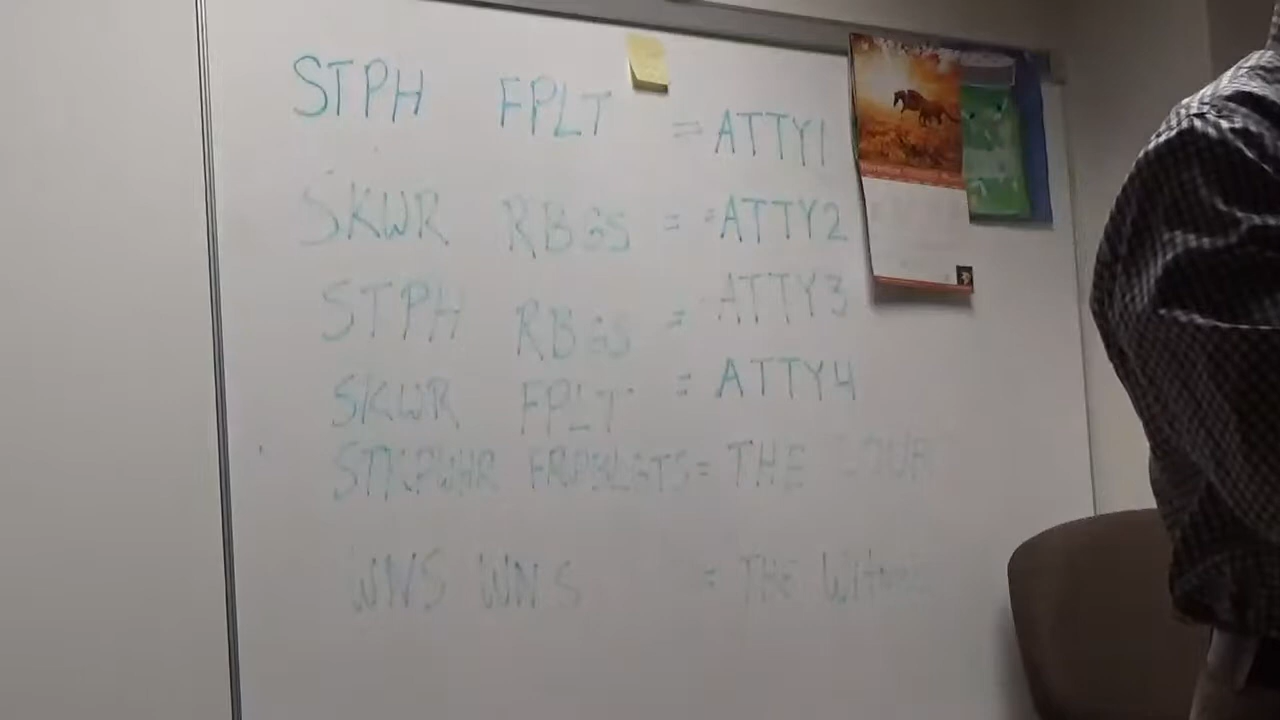 STPH FPLT = ATTY1
SKWR RBGS = =ATTY2
STPH RBGS = ATTY3
SKWR FPLT = ATTY4
STKPWHR FRPBLGTS = THE
WNS WNS = THE